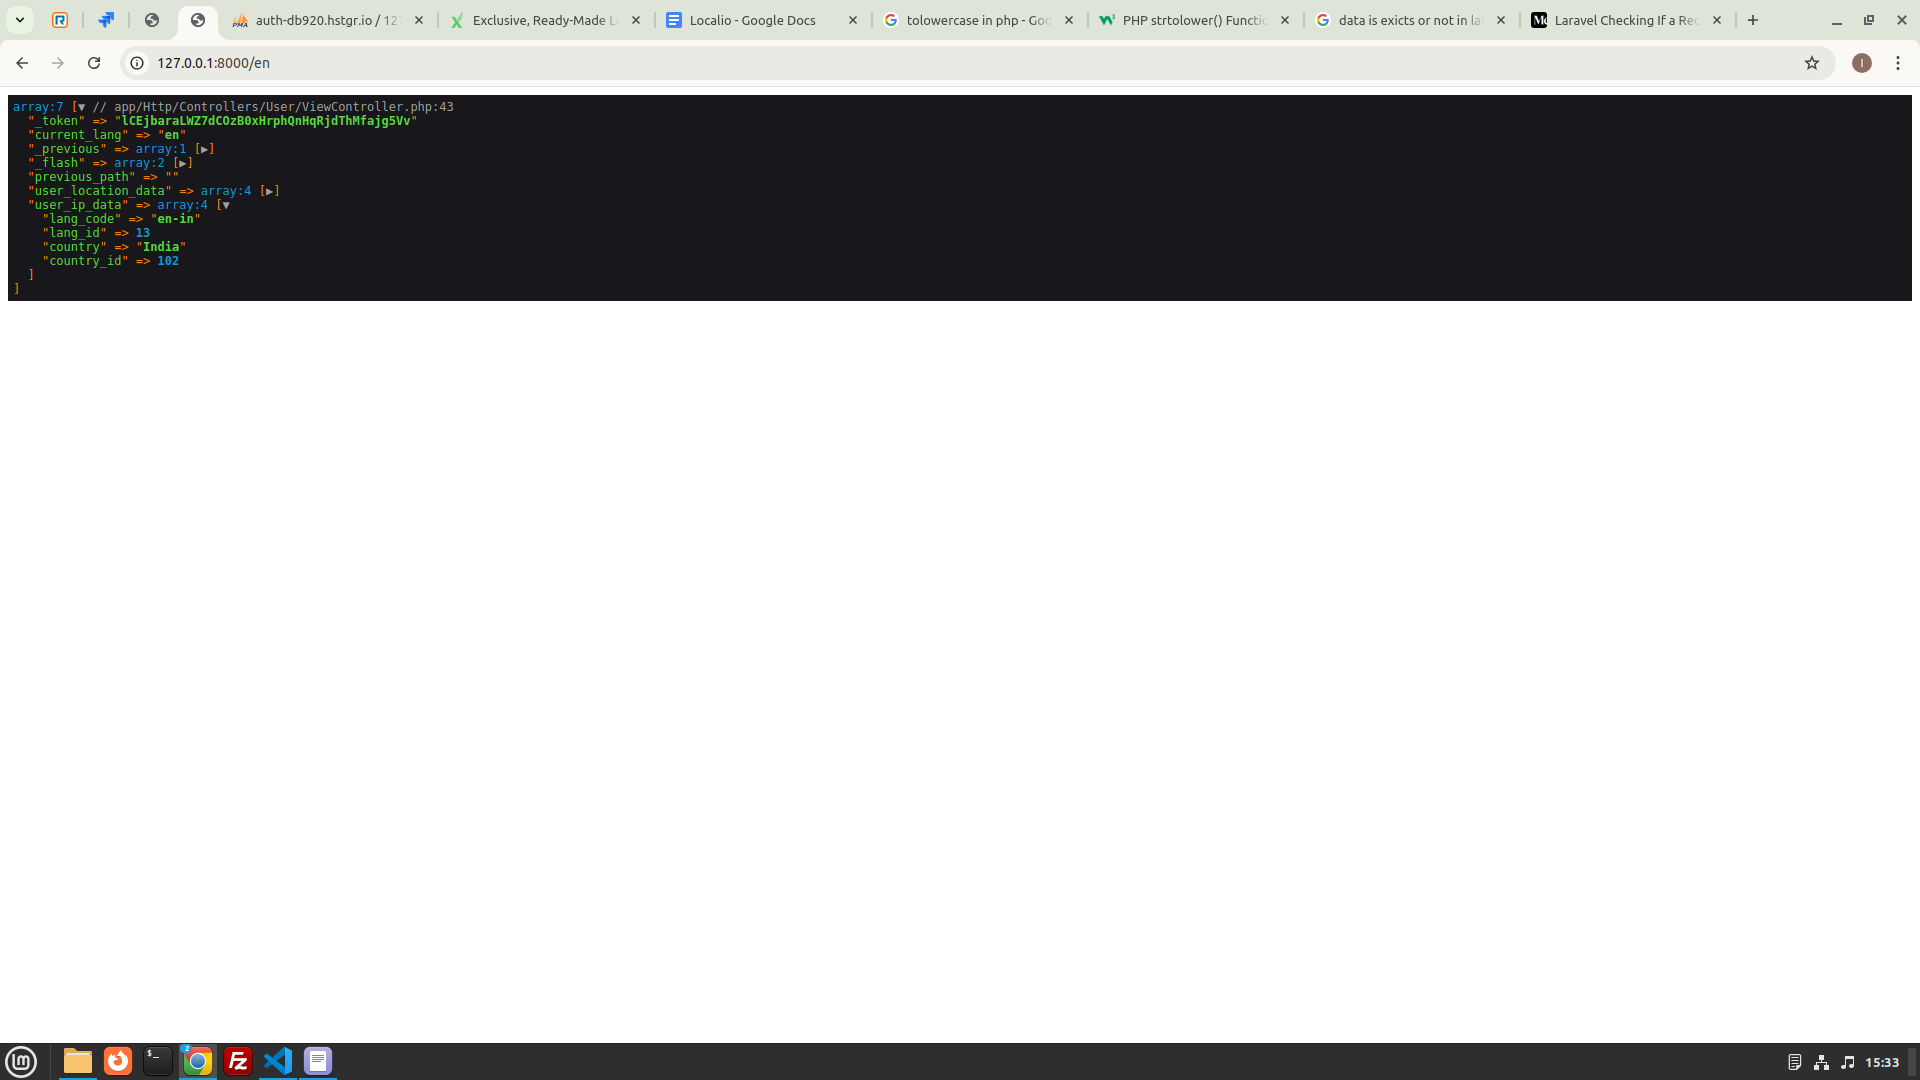 auth-db920.hstgr.io / 127
Exclusive, Ready-Made Lo
Localio - Google Docs
tolowercase in php - Goo
PHP strtolower() Functio
data is exicts or not in la
Laravel Checking If a Rec
127.0.0.1:8000/en
I
array:7 [▼ // app/Http/Controllers/User/ViewController.php:43
"_token" => "lCEjbaraLWZ7dCOzB0xHrphQnHqRjdThMfajg5Vv"
"current_lang" => "en"
"_previous" => array:1 [▶]
"_flash" => array:2 [▶]
"previous_path" => ""
"user_location_data" => array:4 [▶]
"user_ip_data" => array:4 [▼
"lang_code" => "en-in"
"lang_id" => 13
"country" => "India"
"country_id" => 102
]
]
2
15:33